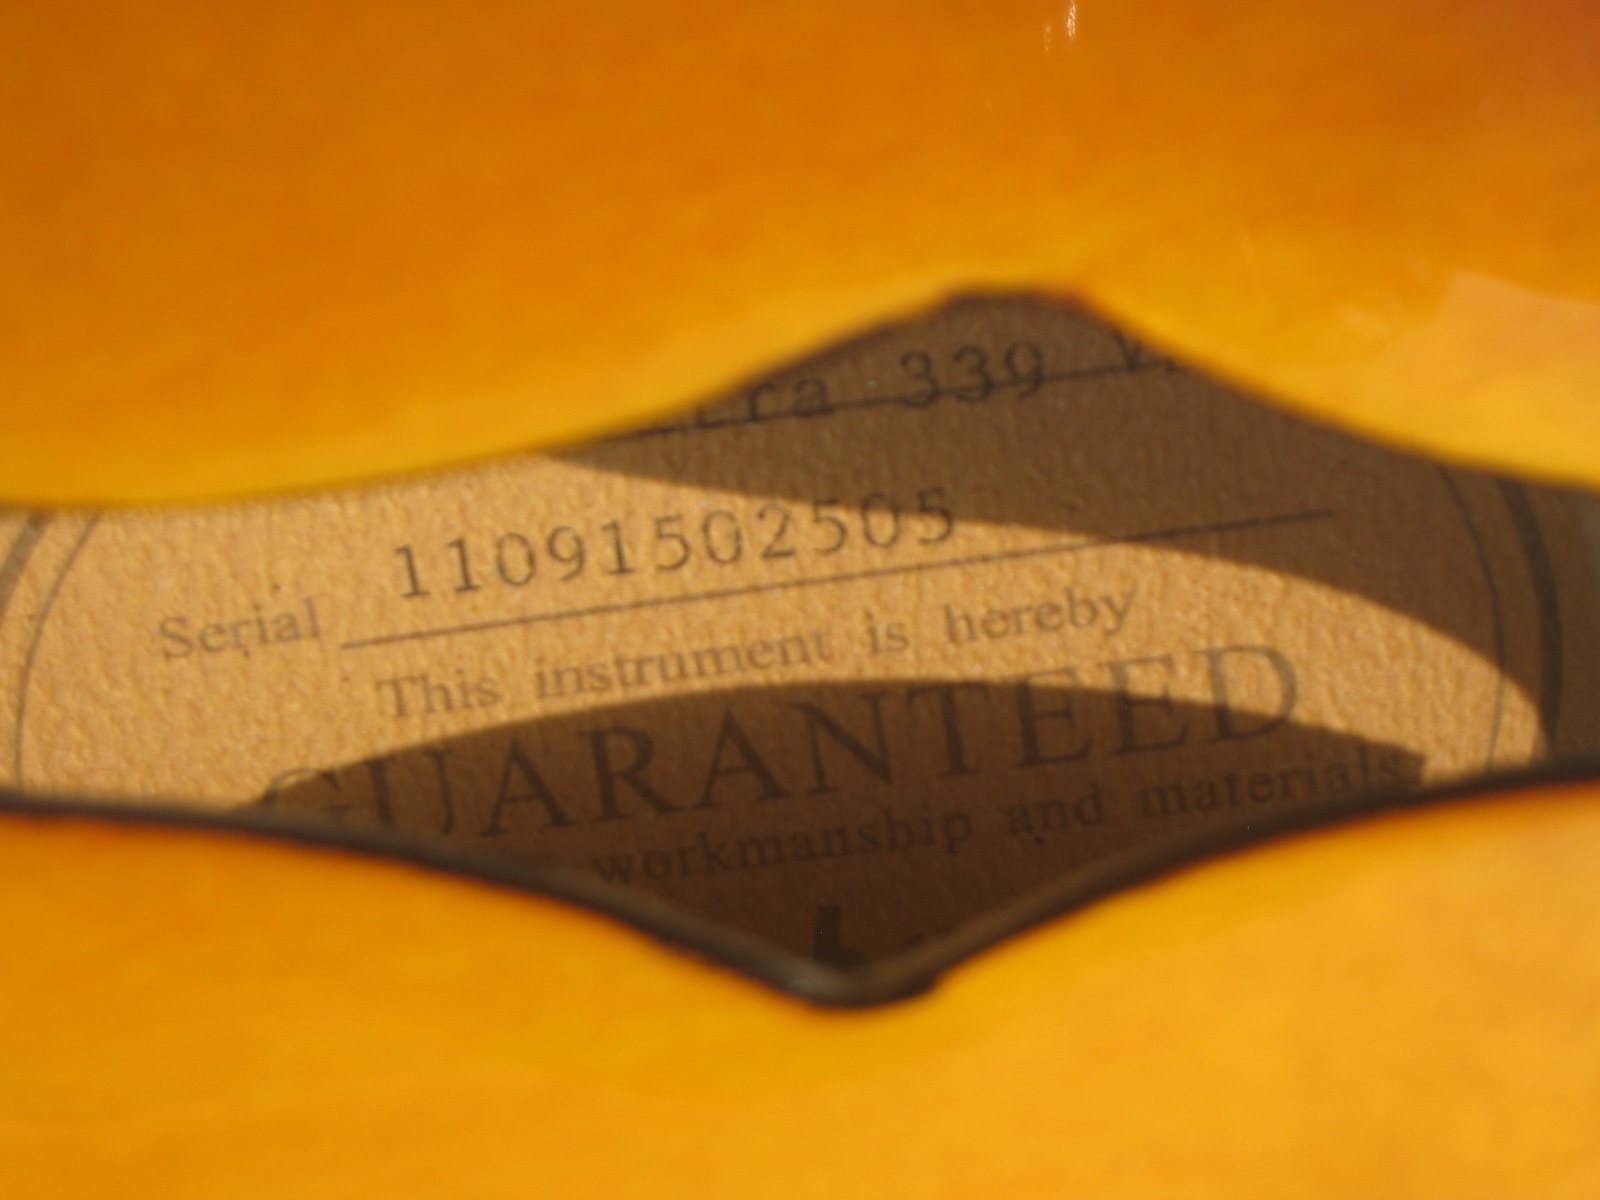 339
Serial 11091502505
This instrument is hereby
GUARANTEED
workmanship and materials